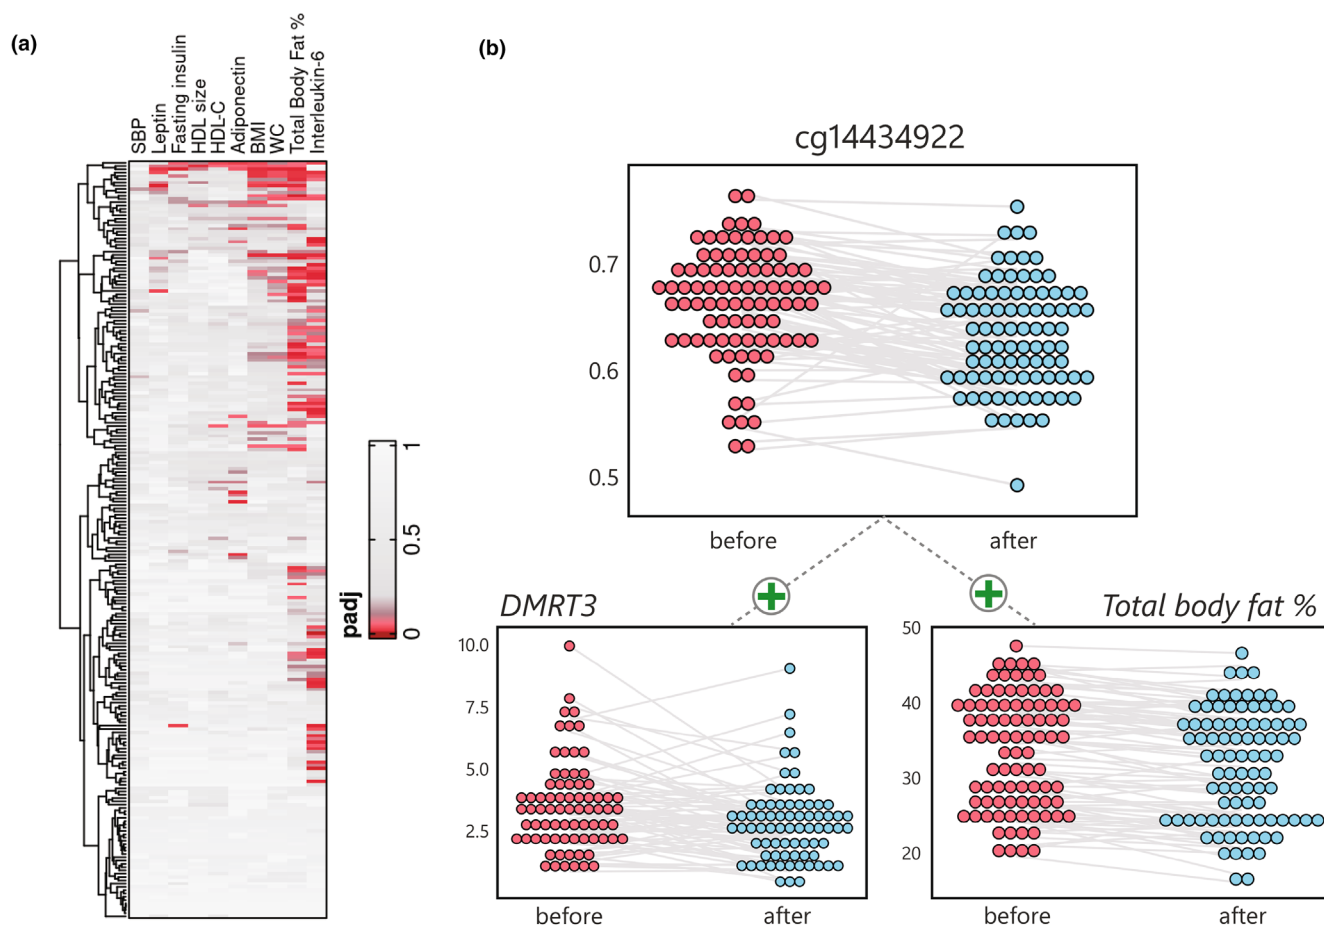 (a)
SBP
Leptin
Fasting insulin
HDL size
HDL-C
Adiponectin
BMI
WC
Total Body Fat %
Interleukin-6
padj
1
0.5
0
(b)
cg14434922
0.7
0.6
0.5
before
after
DMRT3
10.0
7.5
5.0
2.5
before
after
Total body fat %
50
40
30
20
before
after